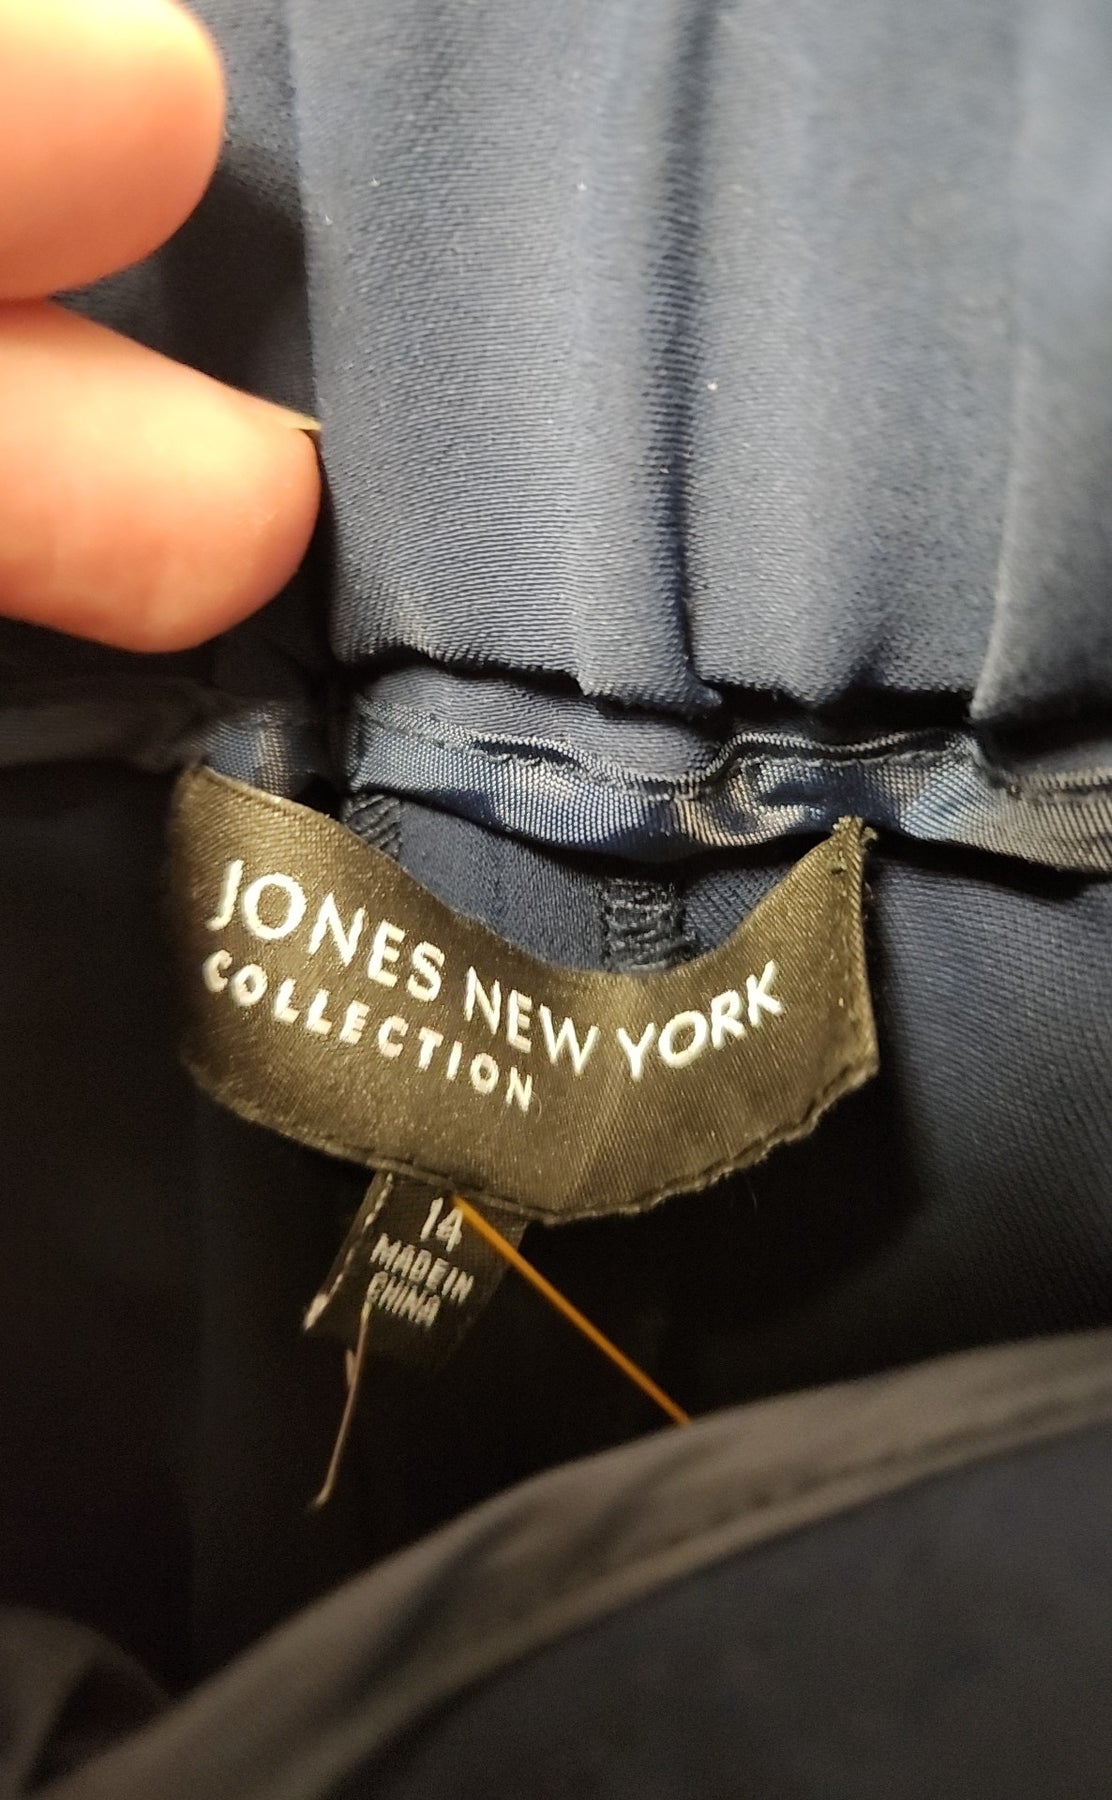 JONES NEW YORK
COLLECTION
14
MADE IN
CHINA